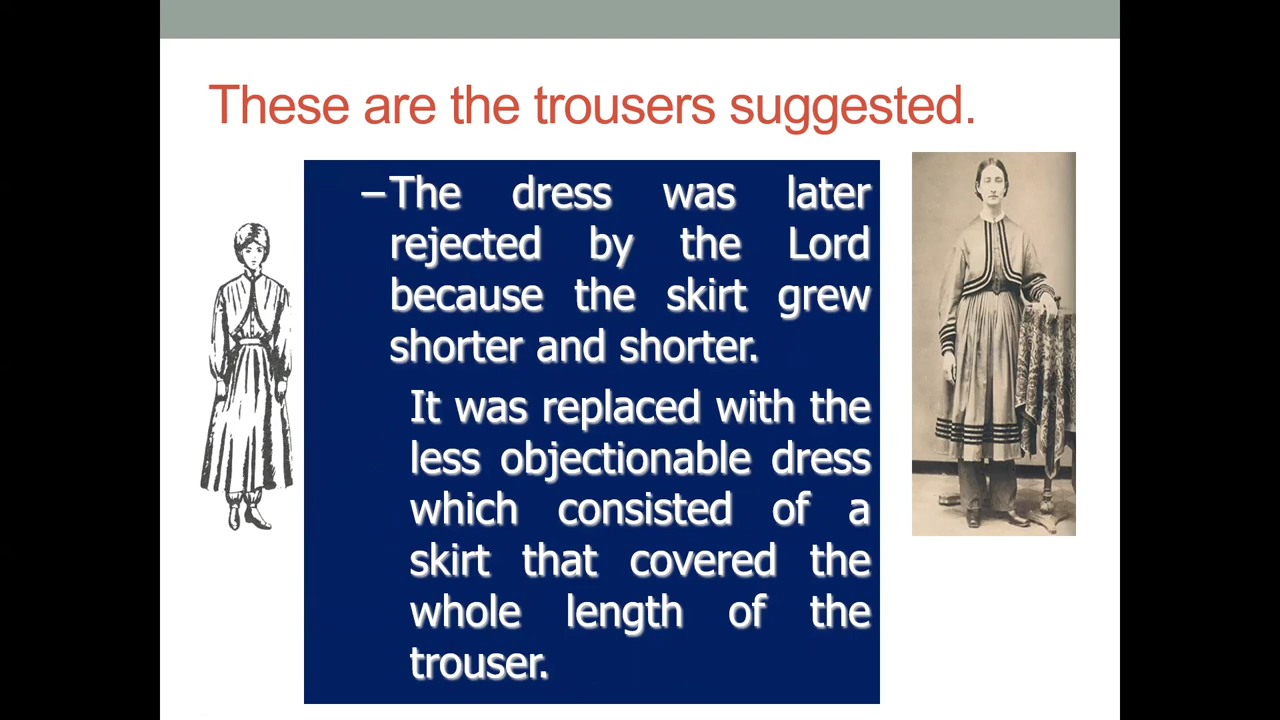 These are the trousers suggested.
–The dress was later
rejected by the Lord
because the skirt grew
shorter and shorter.
It was replaced with the
less objectionable dress
which consisted of a
skirt that covered the
whole length of the
trouser.